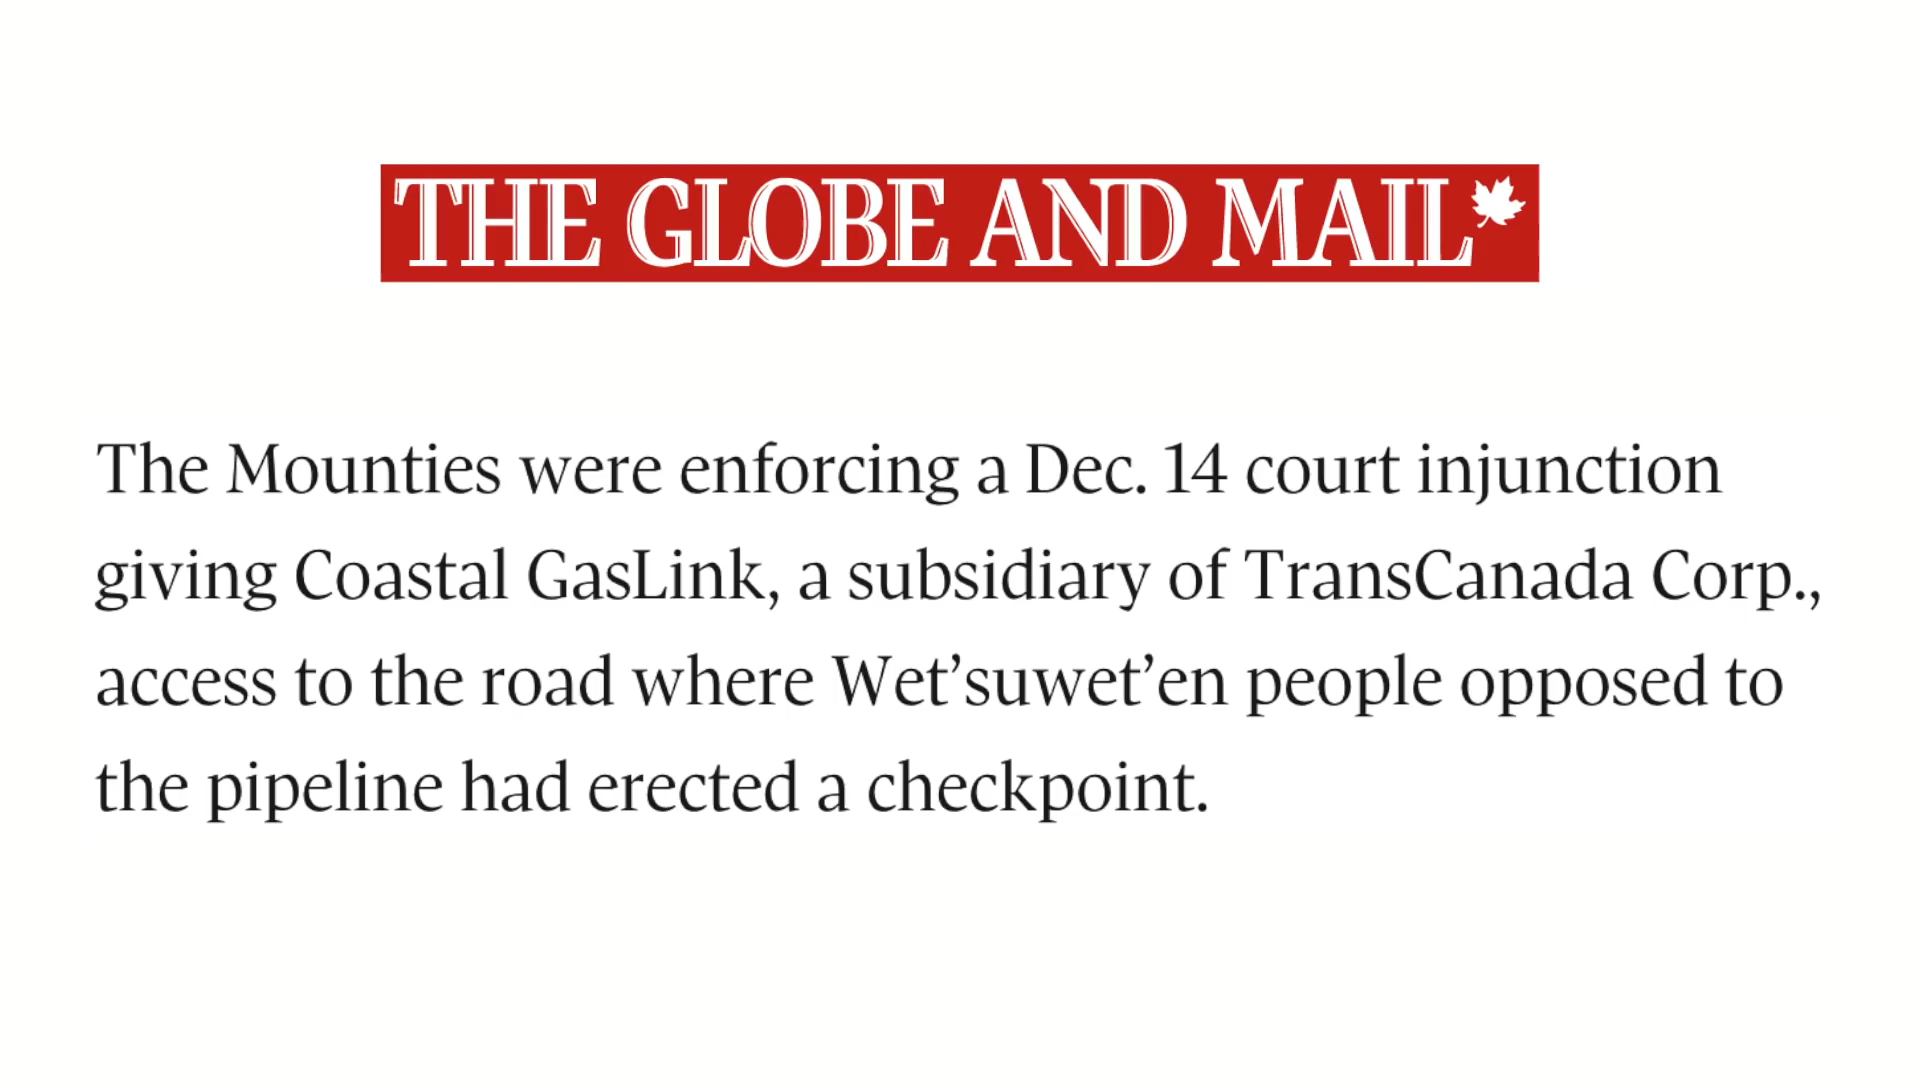 THE GLOBE AND MAIL
The Mounties were enforcing a Dec. 14 court injunction
giving Coastal GasLink, a subsidiary of TransCanada Corp.,
access to the road where Wet’suwet’en people opposed to
the pipeline had erected a checkpoint.